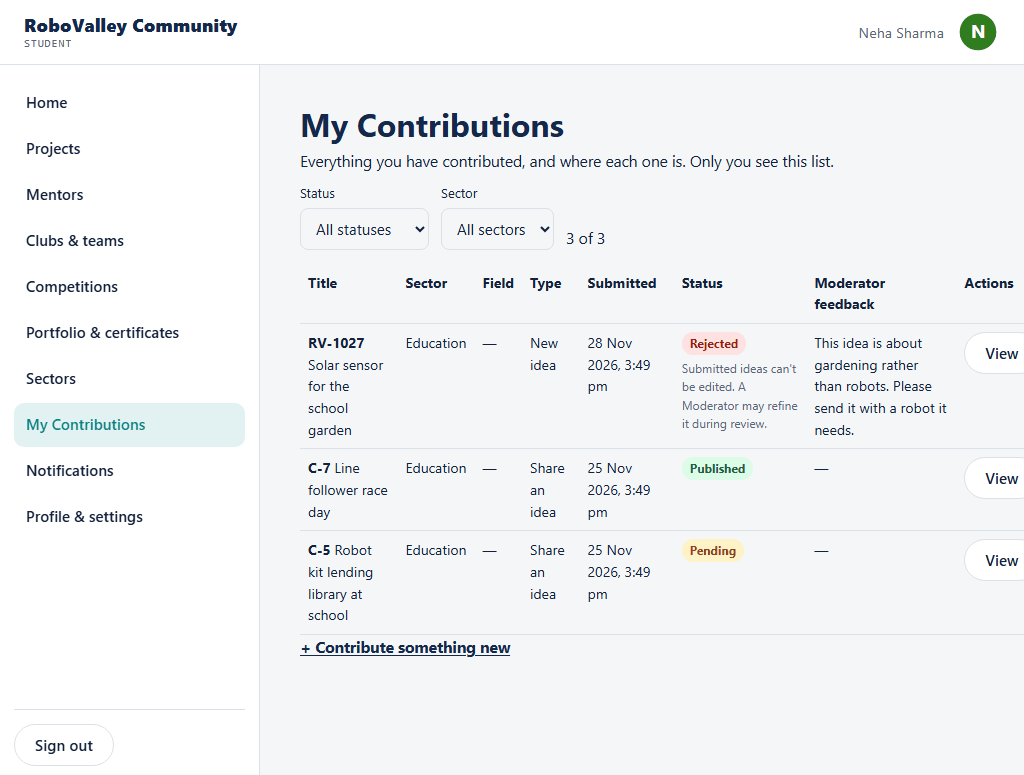 RoboValley Community
STUDENT
Neha Sharma
N
Home
Projects
Mentors
Clubs & teams
Competitions
Portfolio & certificates
Sectors
My Contributions
Notifications
Profile & settings
Sign out
My Contributions
Everything you have contributed, and where each one is. Only you see this list.
Status
Sector
All statuses
All sectors
3 of 3
Title
Sector
Field
Type
Submitted
Status
Moderator
feedback
Actions
RV-1027
Solar sensor
for the
school
garden
Education
—
New
idea
28 Nov
2026, 3:49
pm
Rejected
Submitted ideas can't
be edited. A
Moderator may refine
it during review.
This idea is about
gardening rather
than robots. Please
send it with a robot it
needs.
View
C-7 Line
follower race
day
Education
—
Share
an
idea
25 Nov
2026, 3:49
pm
Published
—
View
C-5 Robot
kit lending
library at
school
Education
—
Share
an
idea
25 Nov
2026, 3:49
pm
Pending
—
View
+ Contribute something new